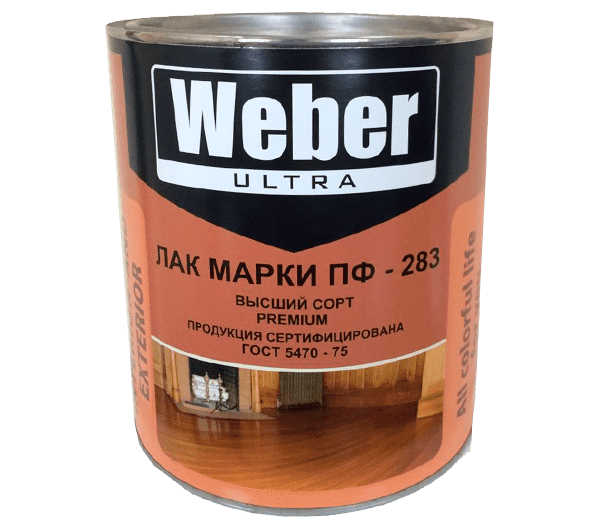 Weber
ULTRA
ЛАК МАРКИ ПФ - 283
ВЫСШИЙ СОРТ
PREMIUM
ПРОДУКЦИЯ СЕРТИФИЦИРОВАНА
ГОСТ 5470 - 75
EXTERIOR
All colorful life